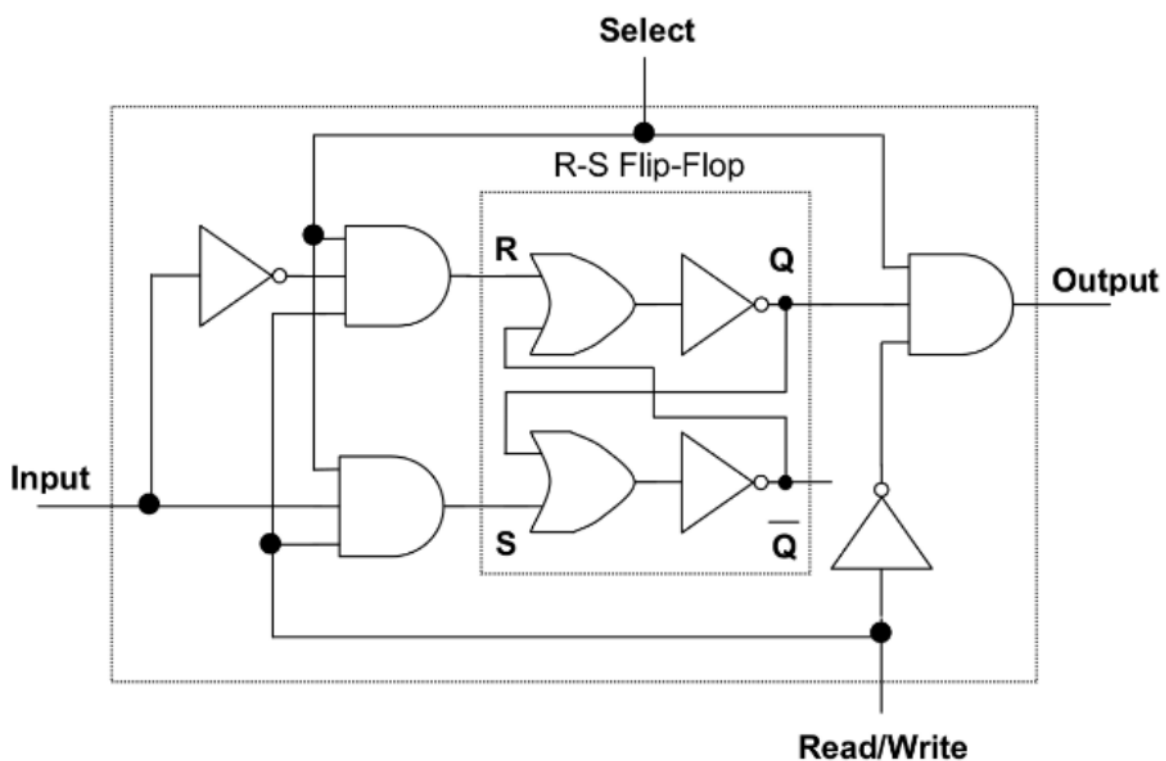 Select
R-S Flip-Flop
R
Q
Output
Input
S
Q̅
Read/Write